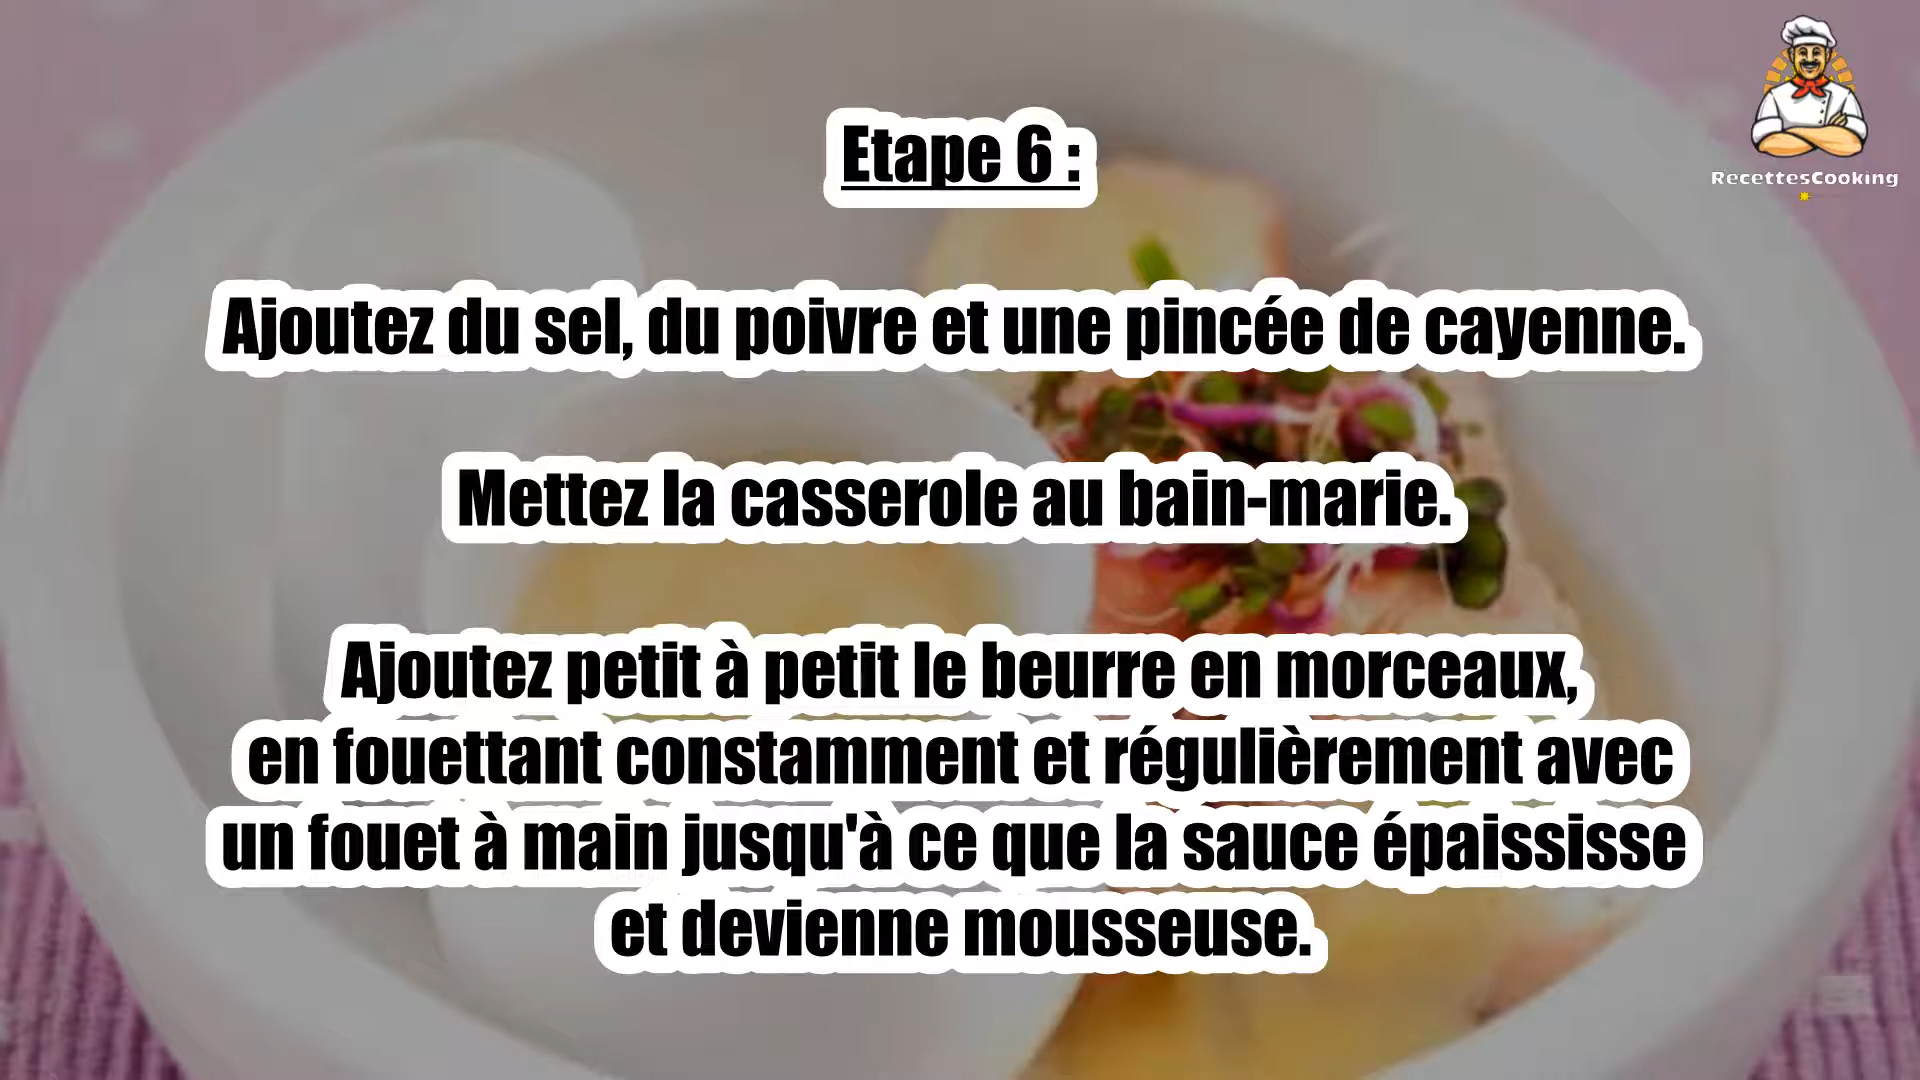 RecettesCooking
Etape 6 :
Ajoutez du sel, du poivre et une pincée de cayenne.
Mettez la casserole au bain-marie.
Ajoutez petit à petit le beurre en morceaux,
en fouettant constamment et régulièrement avec
un fouet à main jusqu'à ce que la sauce épaississe
et devienne mousseuse.